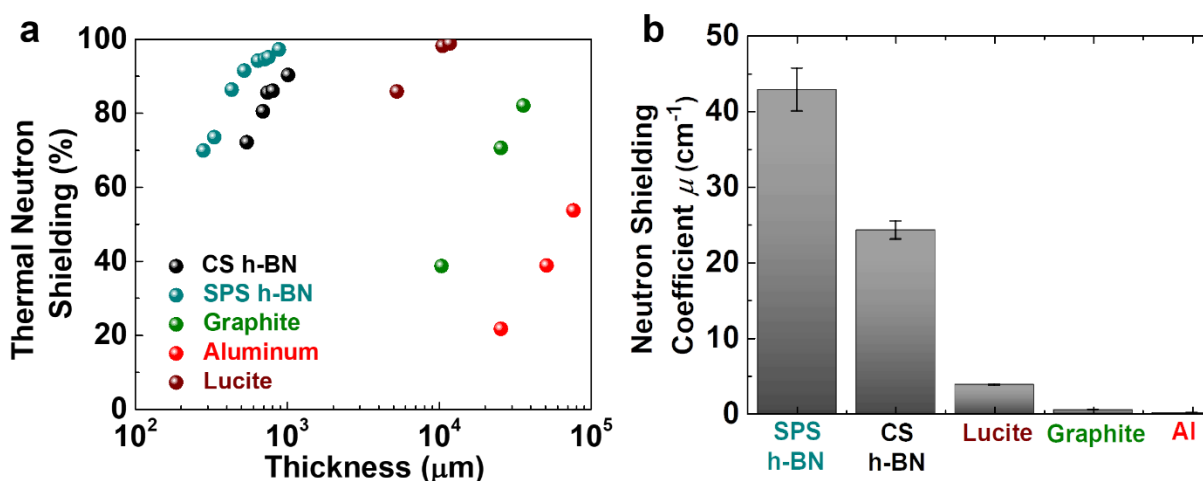 a
Thermal Neutron
Shielding (%)
100
80
60
40
20
0
CS h-BN
SPS h-BN
Graphite
Aluminum
Lucite
10²
10³
10⁴
10⁵
Thickness (μm)
b
Neutron Shielding
Coefficient μ (cm⁻¹)
50
40
30
20
10
0
SPS
h-BN
CS
h-BN
Lucite
Graphite
Al